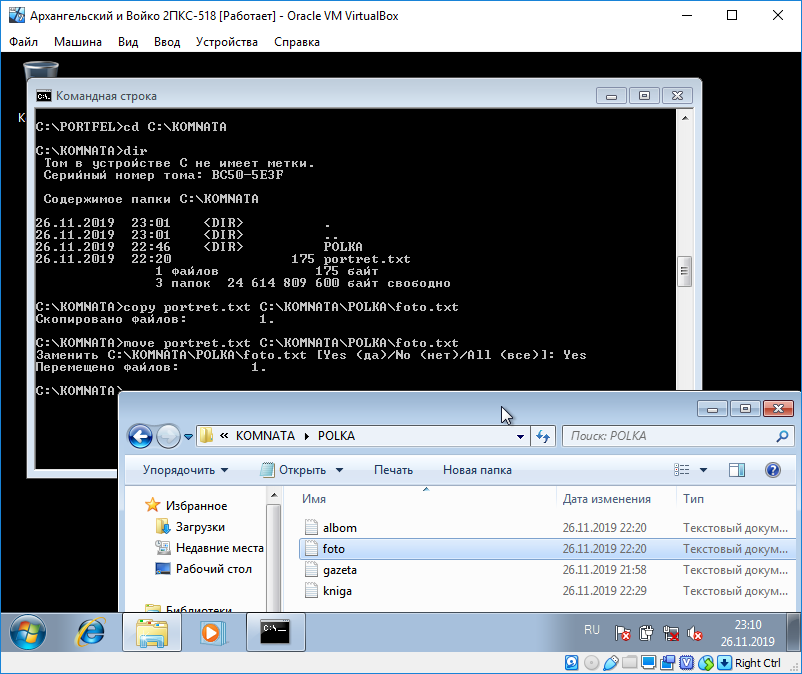 Архангельский и Войко 2ПКС-518 [Работает] - Oracle VM VirtualBox
Файл Машина Вид Ввод Устройства Справка
К
Командная строка
C:\PORTFEL>cd C:\KOMNATA
C:\KOMNATA>dir
Том в устройстве C не имеет метки.
Серийный номер тома: BC50-5E3F
Содержимое папки C:\KOMNATA
26.11.2019 23:01 <DIR> .
26.11.2019 23:01 <DIR> ..
26.11.2019 22:46 <DIR> POLKA
26.11.2019 22:20 175 portret.txt
1 файлов 175 байт
3 папок 24 614 809 600 байт свободно
C:\KOMNATA>copy portret.txt C:\KOMNATA\POLKA\foto.txt
Скопировано файлов: 1.
C:\KOMNATA>move portret.txt C:\KOMNATA\POLKA\foto.txt
Заменить C:\KOMNATA\POLKA\foto.txt [Yes (да)/No (нет)/All (все)]: Yes
Перемещено файлов: 1.
C:\KOMNATA>
« KOMNATA POLKA
Поиск: POLKA
Упорядочить Открыть Печать Новая папка
Избранное
Загрузки
Недавние места
Рабочий стол
Библиотеки
Имя Дата изменения Тип
albom 26.11.2019 22:20 Текстовый докум...
foto 26.11.2019 22:20 Текстовый докум...
gazeta 26.11.2019 21:58 Текстовый докум...
kniga 26.11.2019 22:29 Текстовый докум...
C:\
RU
23:10
26.11.2019
Right Ctrl